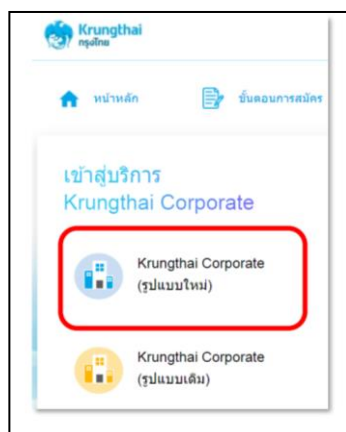 Krungthai
กรุงไทย
หน้าหลัก
ขั้นตอนการสมัคร
เข้าสู่บริการ
Krungthai Corporate
Krungthai Corporate
(รูปแบบใหม่)
Krungthai Corporate
(รูปแบบเดิม)